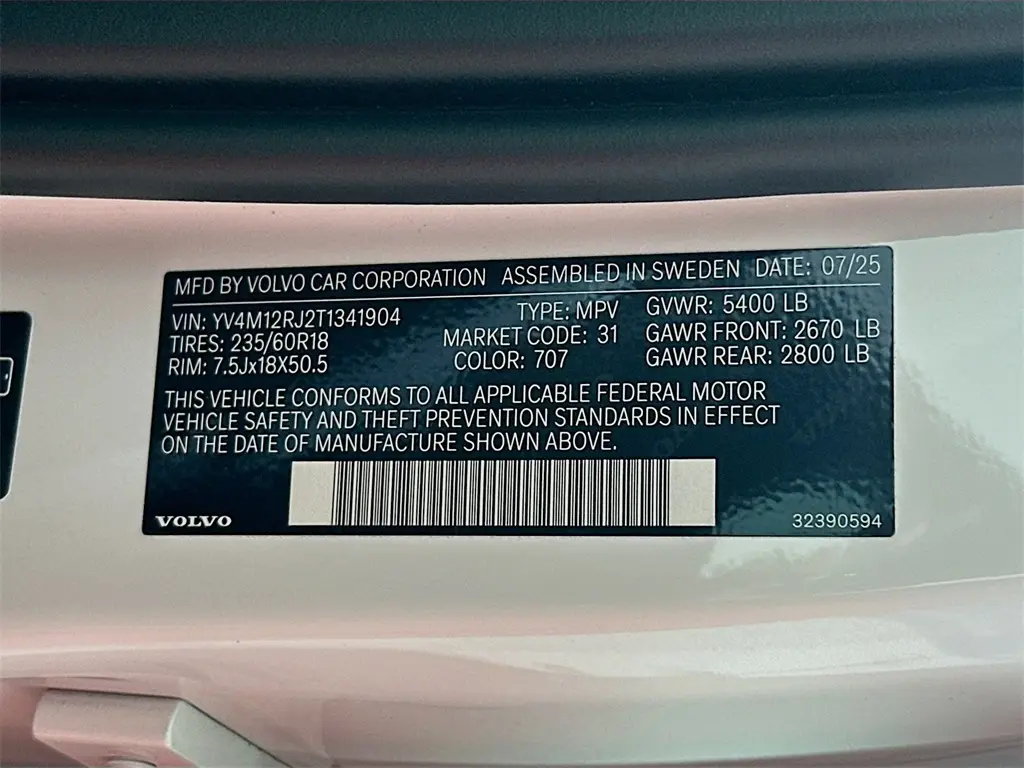 MFD BY VOLVO CAR CORPORATION ASSEMBLED IN SWEDEN DATE: 07/25
VIN: YV4M12RJ2T1341904 TYPE: MPV GVWR: 5400 LB
TIRES: 235/60R18 MARKET CODE: 31 GAWR FRONT: 2670 LB
RIM: 7.5Jx18X50.5 COLOR: 707 GAWR REAR: 2800 LB
THIS VEHICLE CONFORMS TO ALL APPLICABLE FEDERAL MOTOR
VEHICLE SAFETY AND THEFT PREVENTION STANDARDS IN EFFECT
ON THE DATE OF MANUFACTURE SHOWN ABOVE.
VOLVO 32390594